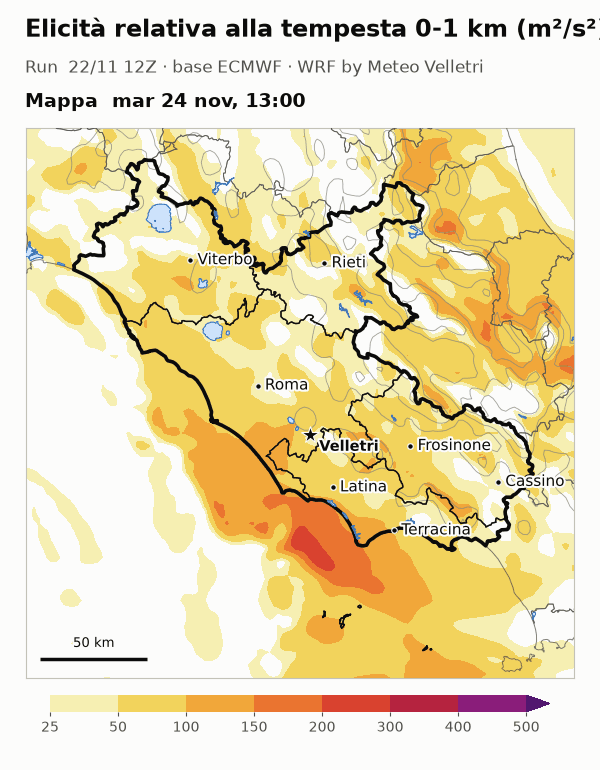 Elicità relativa alla tempesta 0-1 km (m²/s²)
Run 22/11 12Z · base ECMWF · WRF by Meteo Velletri
Mappa mar 24 nov, 13:00
Viterbo
Rieti
Roma
Velletri
Frosinone
Latina
Cassino
Terracina
50 km
25 50 100 150 200 300 400 500